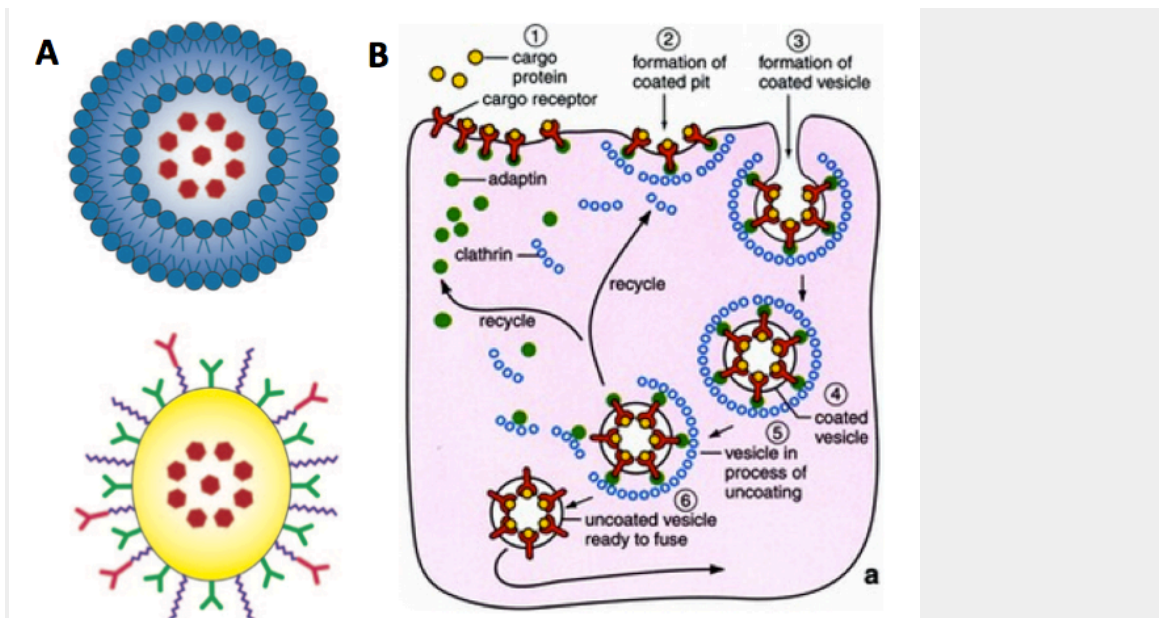 A
B
1
cargo
protein
cargo receptor
2
formation of
coated pit
3
formation of
coated vesicle
adaptin
clathrin
recycle
recycle
4
coated
vesicle
5
vesicle in
process of
uncoating
6
uncoated vesicle
ready to fuse
a